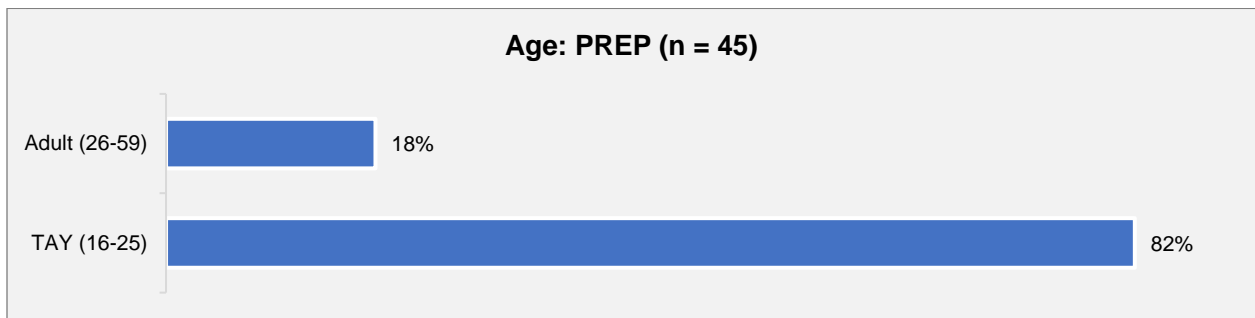 Age: PREP (n = 45)
Adult (26-59)
18%
TAY (16-25)
82%